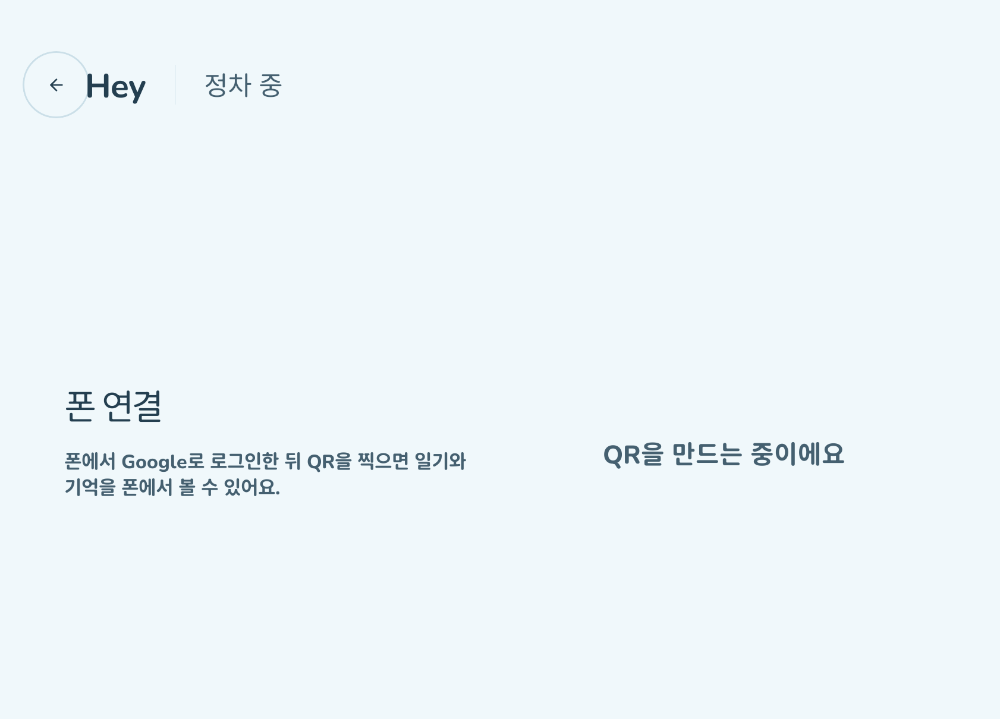 Hey
정차 중
폰 연결
폰에서 Google로 로그인한 뒤 QR을 찍으면 일기와
기억을 폰에서 볼 수 있어요.
QR을 만드는 중이에요